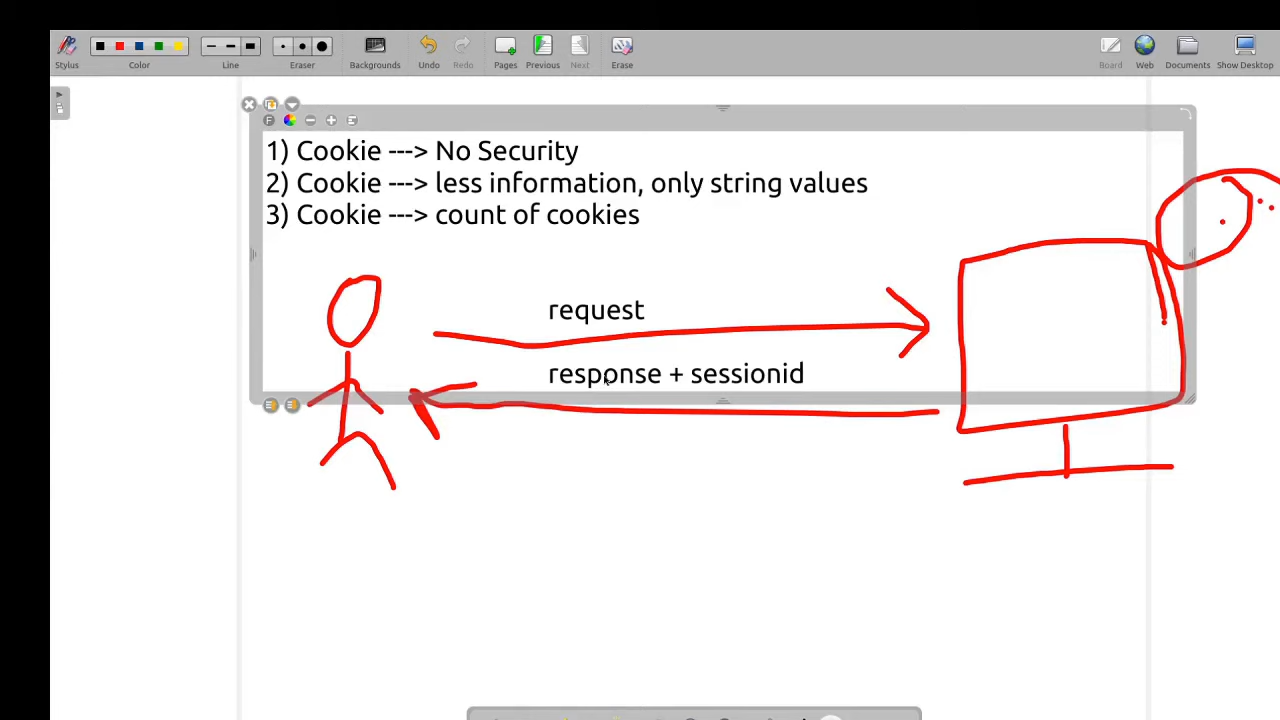 Stylus
Color
Line
Eraser
Backgrounds
Undo
Redo
Pages
Previous
Next
Erase
Board
Web
Documents
Show Desktop
F
1) Cookie ---> No Security
2) Cookie ---> less information, only string values
3) Cookie ---> count of cookies
request
response + sessionid